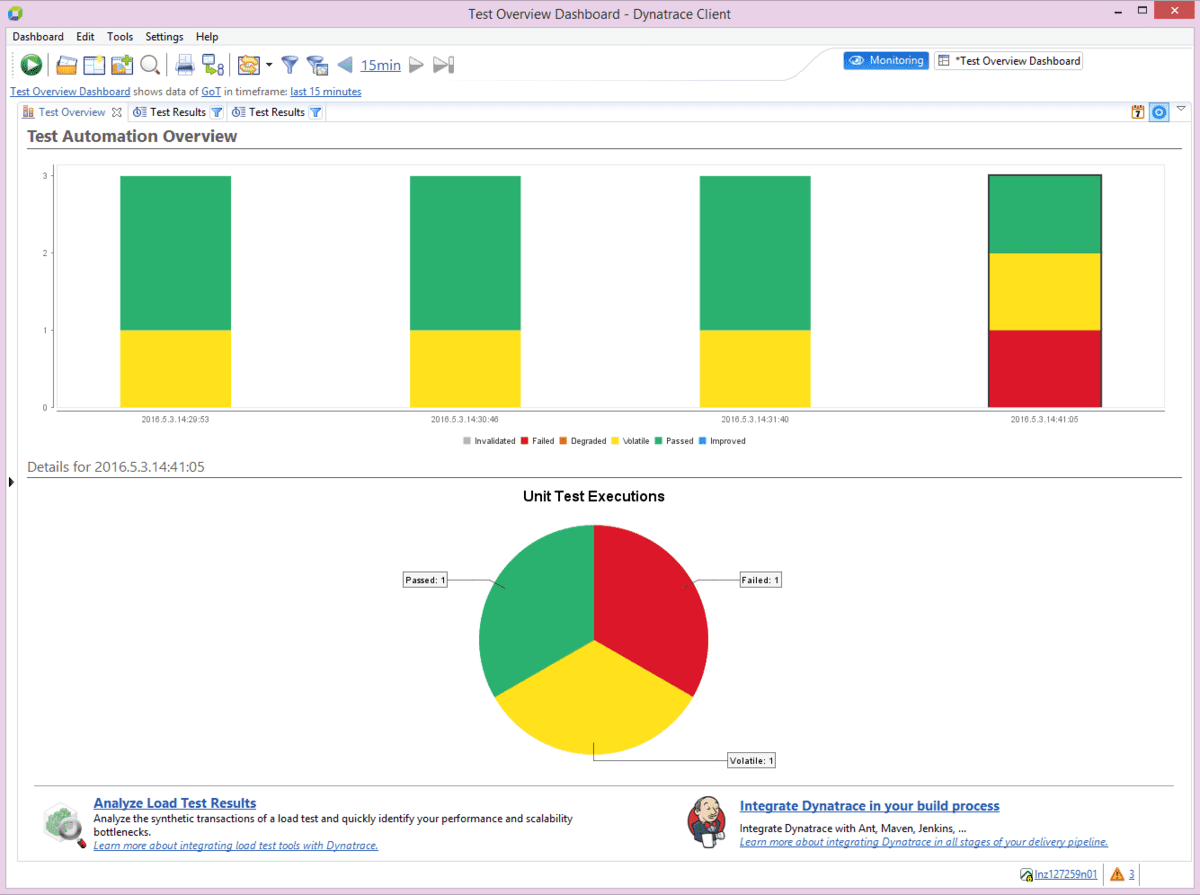 Test Overview Dashboard - Dynatrace Client
Dashboard Edit Tools Settings Help
15min
Monitoring *Test Overview Dashboard
Test Overview Dashboard shows data of GoT in timeframe: last 15 minutes
Test Overview Test Results Test Results
7
Test Automation Overview
3
2
1
0
2016.5.3.14:29:53 2016.5.3.14:30:46 2016.5.3.14:31:40 2016.5.3.14:41:05
Invalidated Failed Degraded Volatile Passed Improved
Details for 2016.5.3.14:41:05
Unit Test Executions
Passed: 1 Failed: 1
Volatile: 1
Analyze Load Test Results
Analyze the synthetic transactions of a load test and quickly identify your performance and scalability
bottlenecks.
Learn more about integrating load test tools with Dynatrace.
Integrate Dynatrace in your build process
Integrate Dynatrace with Ant, Maven, Jenkins, ...
Learn more about integrating Dynatrace in all stages of your delivery pipeline.
lnz127259n01 3